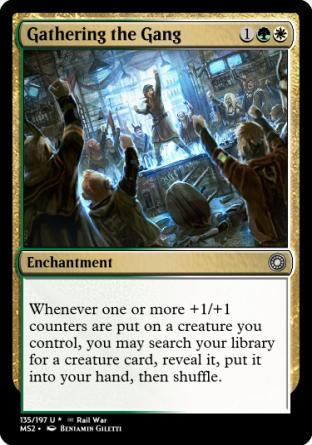 Gathering the Gang 1
Enchantment
Whenever one or more +1/+1
counters are put on a creature you
control, you may search your library
for a creature card, reveal it, put it
into your hand, then shuffle.
135/197 U * = Rail War
MS2 • Benjamin Giletti